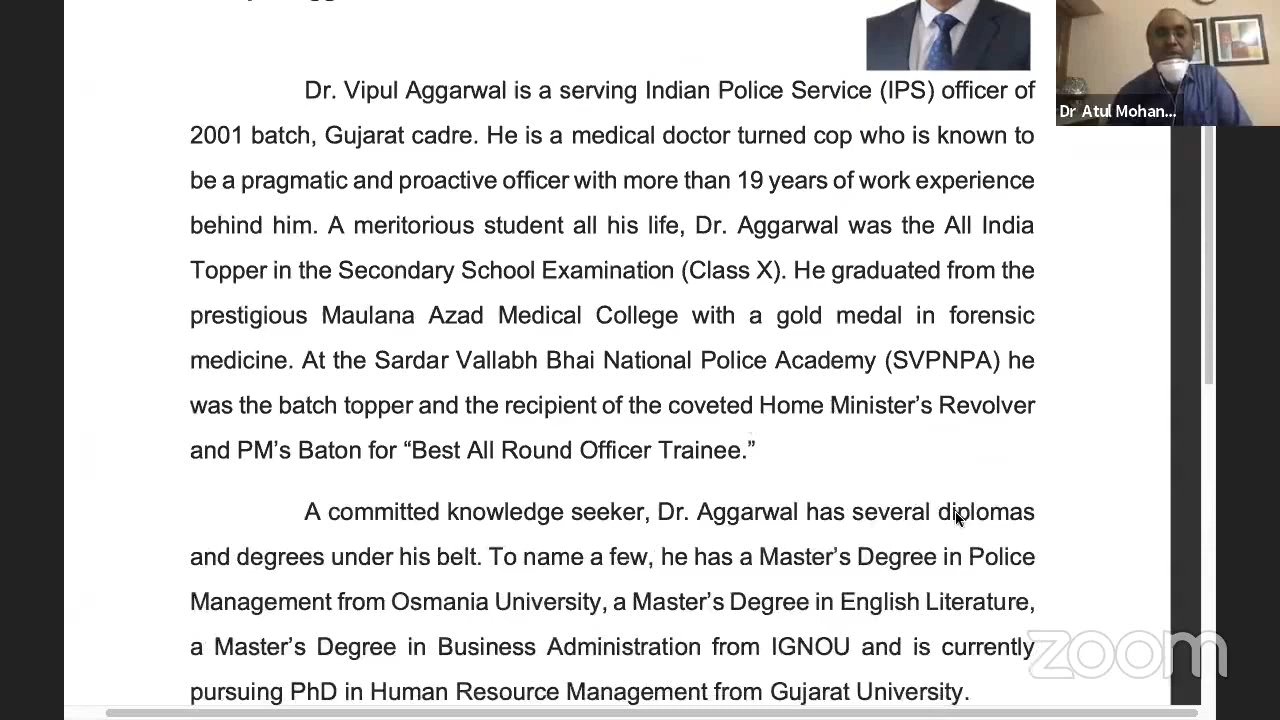 Dr. Vipul Aggarwal is a serving Indian Police Service (IPS) officer of
2001 batch, Gujarat cadre. He is a medical doctor turned cop who is known to
be a pragmatic and proactive officer with more than 19 years of work experience
behind him. A meritorious student all his life, Dr. Aggarwal was the All India
Topper in the Secondary School Examination (Class X). He graduated from the
prestigious Maulana Azad Medical College with a gold medal in forensic
medicine. At the Sardar Vallabh Bhai National Police Academy (SVPNPA) he
was the batch topper and the recipient of the coveted Home Minister’s Revolver
and PM’s Baton for “Best All Round Officer Trainee.”
A committed knowledge seeker, Dr. Aggarwal has several diplomas
and degrees under his belt. To name a few, he has a Master’s Degree in Police
Management from Osmania University, a Master’s Degree in English Literature,
a Master’s Degree in Business Administration from IGNOU and is currently
pursuing PhD in Human Resource Management from Gujarat University.
Dr Atul Mohan...
zoom